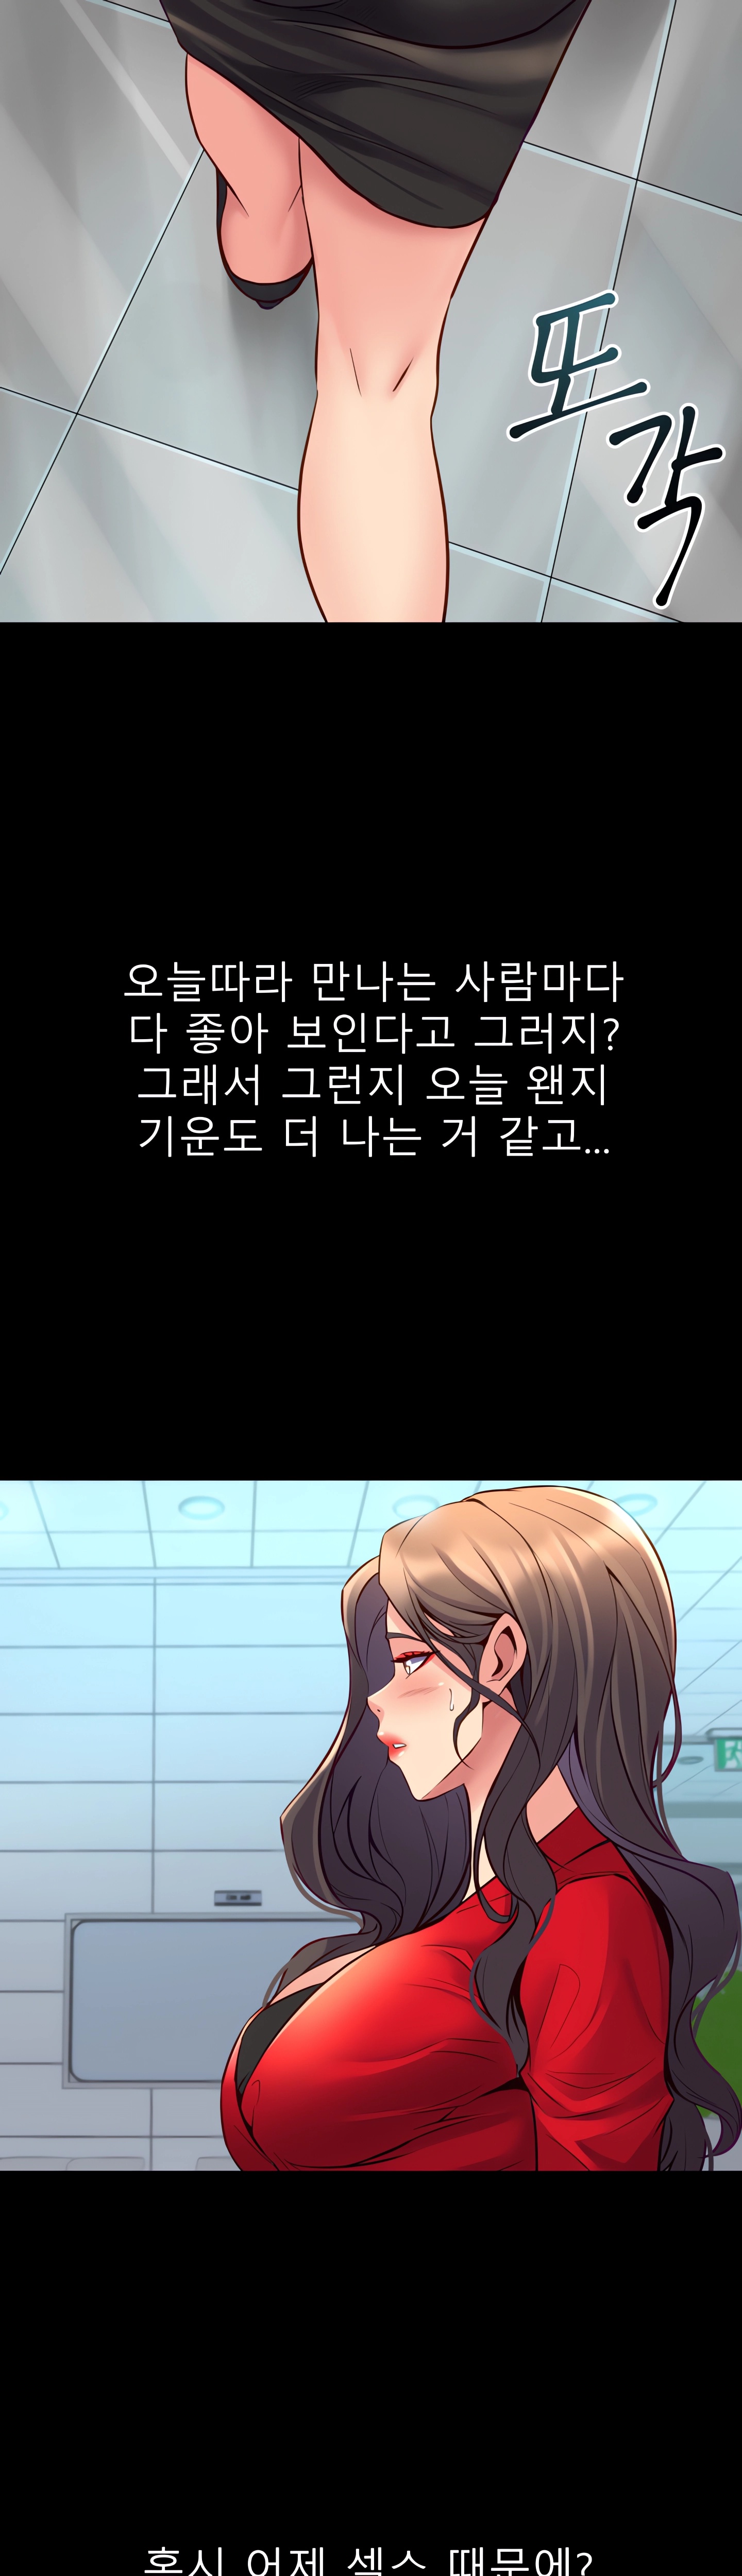 또각
오늘따라 만나는 사람마다
다 좋아 보인다고 그러지?
그래서 그런지 오늘 왠지
기운도 더 나는 거 같고...
혹시 어제 섹스 때문에?